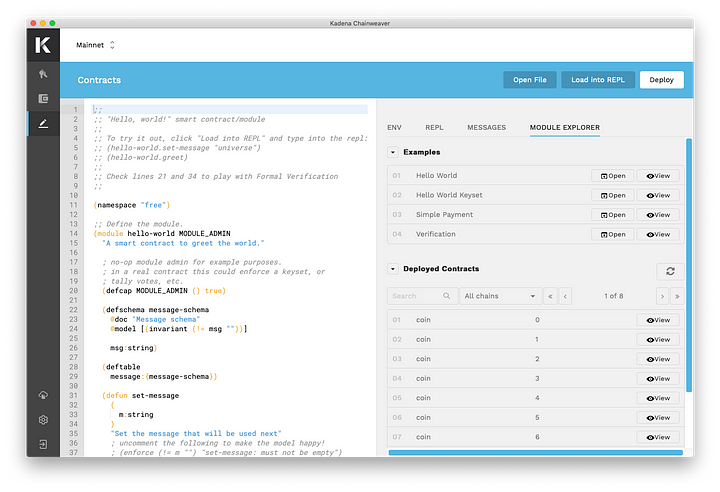 Kadena Chainweaver
Mainnet
Contracts
Open File
Load into REPL
Deploy
1 ;;
2 ;; "Hello, world!" smart contract/module
3 ;;
4 ;; To try it out, click "Load into REPL" and type into the repl:
5 ;; (hello-world.set-message "universe")
6 ;; (hello-world.greet)
7 ;;
8 ;; Check lines 21 and 34 to play with Formal Verification
9 ;;
10
11 (namespace "free")
12
13 ;; Define the module.
14 (module hello-world MODULE_ADMIN
15 "A smart contract to greet the world."
16
17 ; no-op module admin for example purposes.
18 ; in a real contract this could enforce a keyset, or
19 ; tally votes, etc.
20 (defcap MODULE_ADMIN () true)
21
22 (defschema message-schema
23 @doc "Message schema"
24 @model [(invariant (!= msg ""))]
25
26 msg:string)
27
28 (deftable
29 message:{message-schema})
30
31 (defun set-message
32 (
33 m:string
34 )
35 "Set the message that will be used next"
36 ; uncomment the following to make the model happy!
37 ; (enforce (!= m "") "set-message: must not be empty")
ENV REPL MESSAGES MODULE EXPLORER
Examples
01 Hello World Open View
02 Hello World Keyset Open View
03 Simple Payment Open View
04 Verification Open View
Deployed Contracts
Search All chains « ‹ 1 of 8 › »
01 coin 0 View
02 coin 1 View
03 coin 2 View
04 coin 3 View
05 coin 4 View
06 coin 5 View
07 coin 6 View